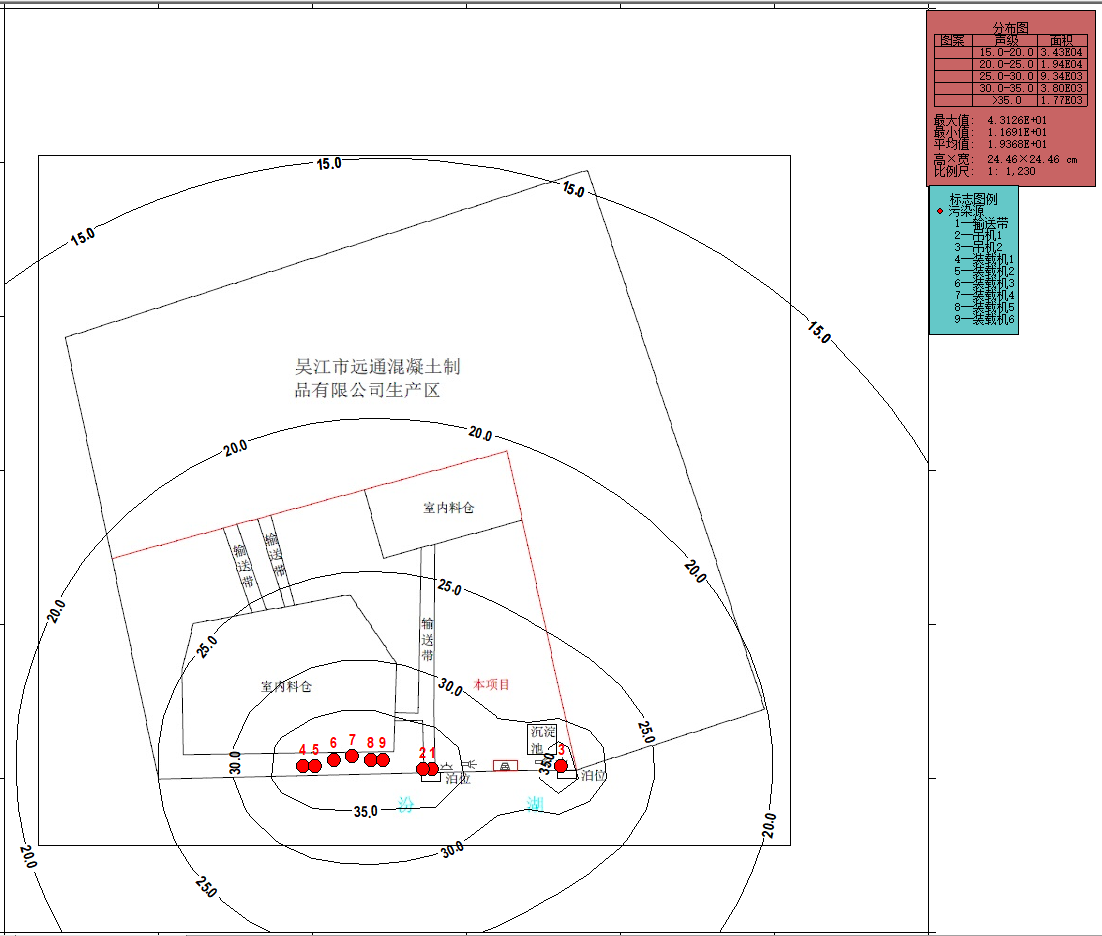 分布图
图案 声级 面积
15.0-20.0 3.43E04
20.0-25.0 1.94E04
25.0-30.0 9.34E03
30.0-35.0 3.80E03
>35.0 1.77E03
最大值: 4.3126E+01
最小值: 1.1691E+01
平均值: 1.9368E+01
高×宽: 24.46×24.46 cm
比例尺: 1: 1,230
标志图例
污染源
1—输送带
2—吊机1
3—吊机2
4—装载机1
5—装载机2
6—装载机3
7—装载机4
8—装载机5
9—装载机6
15.0
15.0
15.0
15.0
吴江市远通混凝土制
品有限公司生产区
20.0
20.0
室内料仓
输送带
输送带
25.0
20.0
20.0
输送带
25.0
室内料仓
30.0
本项目
25.0
沉淀
池
4 5 6 7 8 9
2 1
3
30.0
35.0
泊位
泊位
35.0
汾
湖
30.0
20.0
20.0
25.0